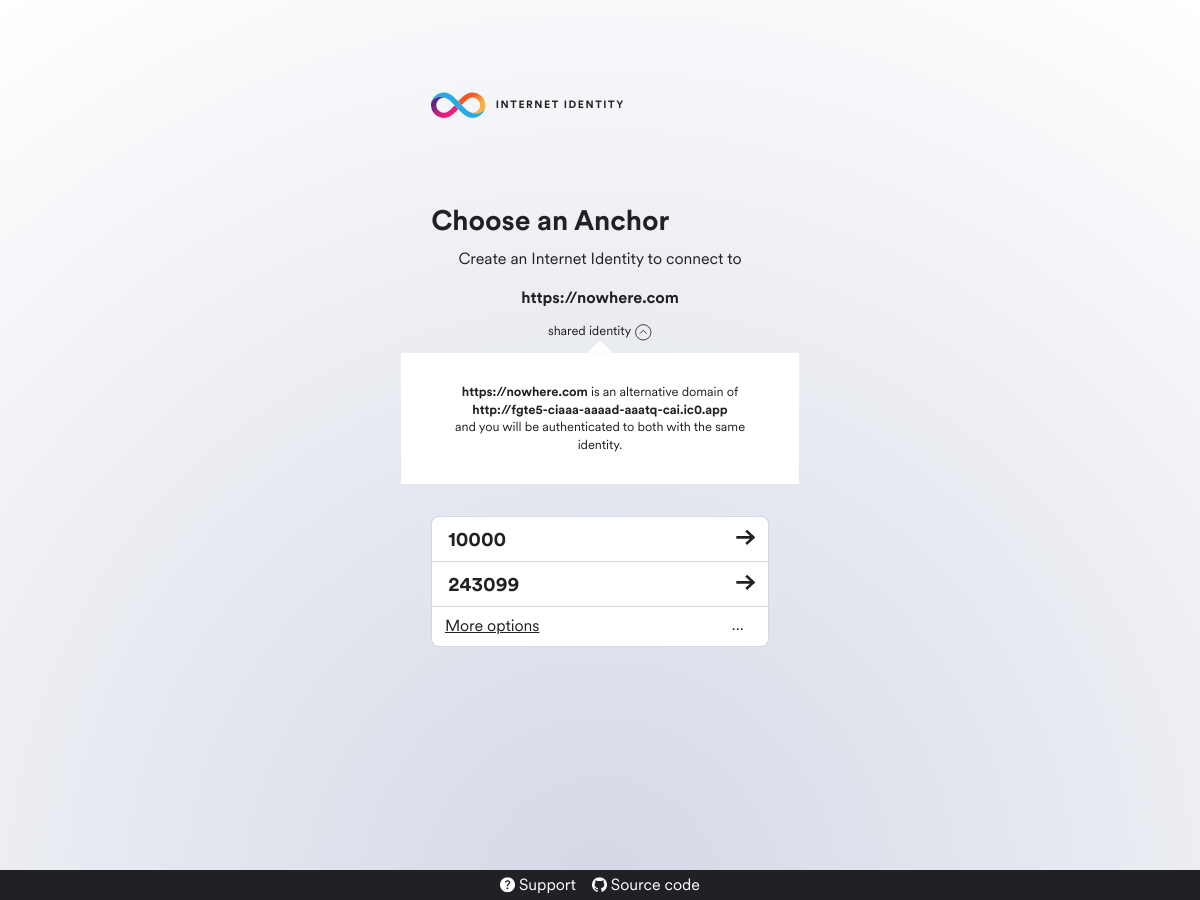 INTERNET IDENTITY
Choose an Anchor
Create an Internet Identity to connect to
https://nowhere.com
shared identity
https://nowhere.com is an alternative domain of
http://fgte5-ciaaa-aaaad-aaatq-cai.ic0.app
and you will be authenticated to both with the same
identity.
10000
243099
More options ...
Support Source code